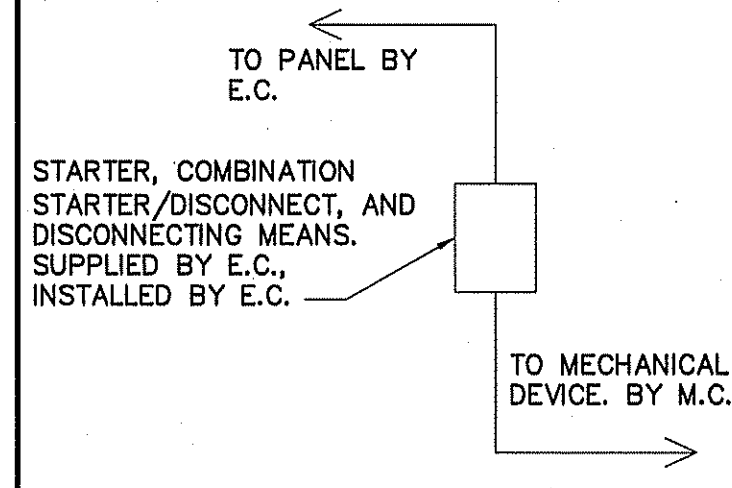 TO PANEL BY
E.C.
STARTER, COMBINATION
STARTER/DISCONNECT, AND
DISCONNECTING MEANS.
SUPPLIED BY E.C.,
INSTALLED BY E.C.
TO MECHANICAL
DEVICE. BY M.C.